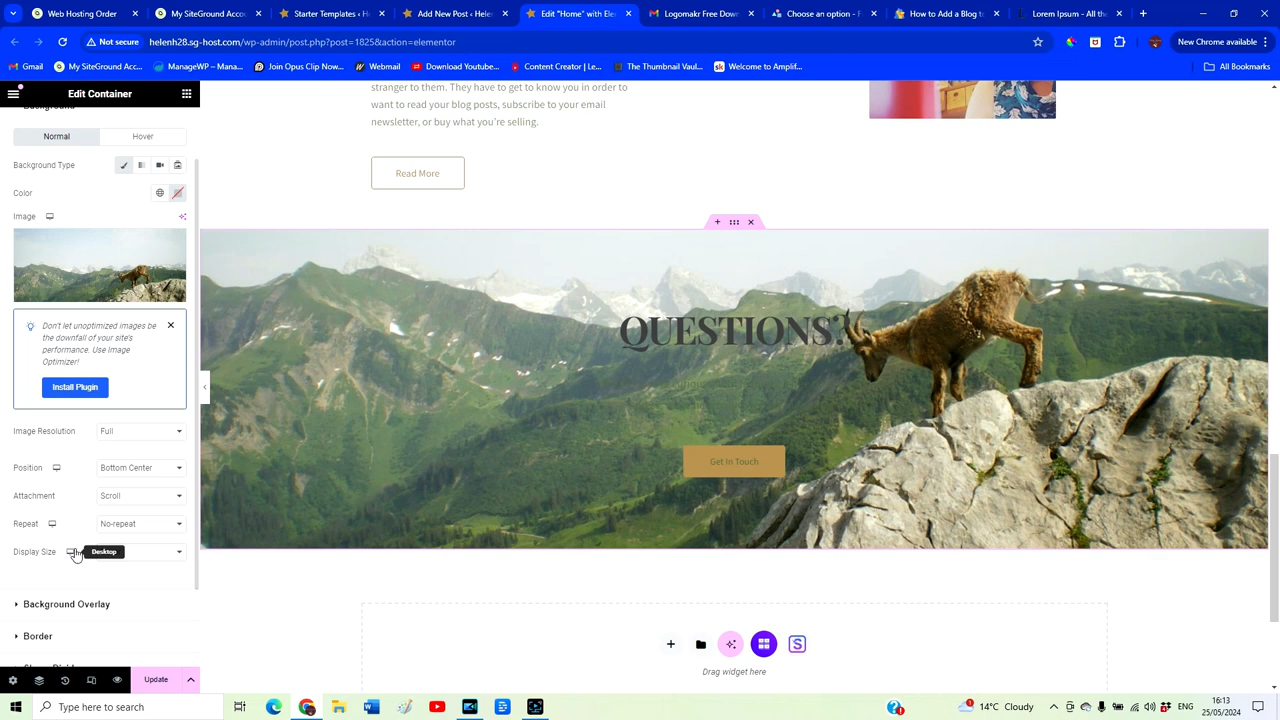 Web Hosting Order
My SiteGround Acco
Starter Templates ‹ H
Add New Post ‹ Hele
Edit "Home" with Ele
Logomakr Free Down
Choose an option - F
How to Add a Blog t
Lorem Ipsum - All the
Not secure
helenh28.sg-host.com/wp-admin/post.php?post=1825&action=elementor
New Chrome available
Gmail
My SiteGround Acc...
ManageWP – Mana...
Join Opus Clip Now...
Webmail
Download Youtube...
Content Creator | Le...
The Thumbnail Vaul...
Welcome to Amplif...
All Bookmarks
Edit Container
Background
Normal
Hover
Background Type
Color
Image
Don't let unoptimized images be
the downfall of your site's
performance. Use Image
Optimizer!
Install Plugin
Image Resolution
Full
Position
Bottom Center
Attachment
Scroll
Repeat
No-repeat
Display Size
Desktop
Background Overlay
Border
Update
stranger to them. They have to get to know you in order to
want to read your blog posts, subscribe to your email
newsletter, or buy what you're selling.
Read More
QUESTIONS?
Get In Touch
Drag widget here
Type here to search
14°C Cloudy
ENG
16:13
25/05/2024